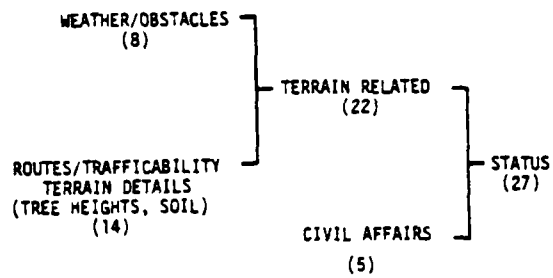 WEATHER/OBSTACLES
(8)
TERRAIN RELATED
(22)
ROUTES/TRAFFICABILITY
TERRAIN DETAILS
(TREE HEIGHTS, SOIL)
(14)
STATUS
(27)
CIVIL AFFAIRS
(5)